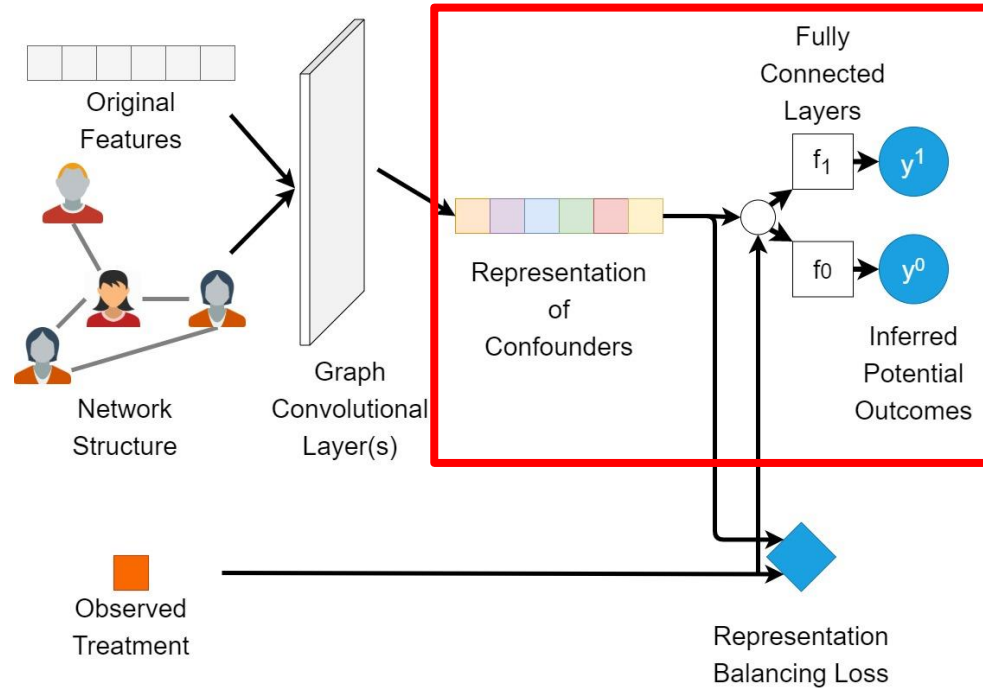 Original
Features
Network
Structure
Graph
Convolutional
Layer(s)
Representation
of
Confounders
Fully
Connected
Layers
f1
y1
f0
y0
Inferred
Potential
Outcomes
Observed
Treatment
Representation
Balancing Loss